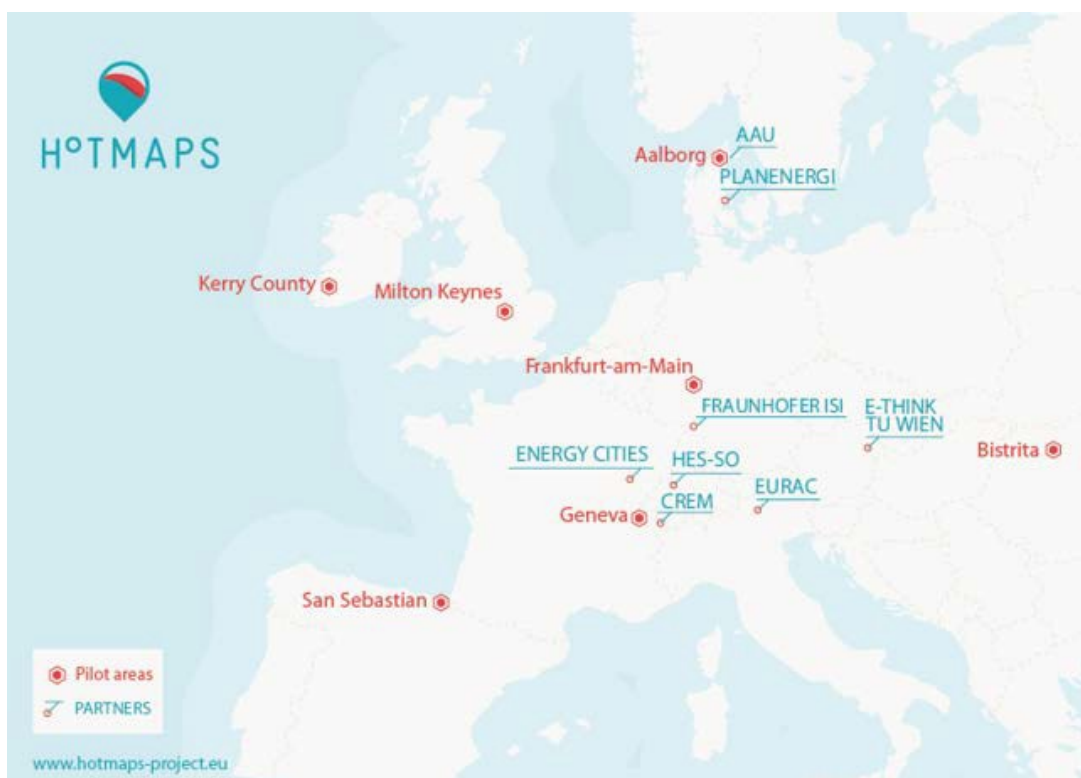 H°TMAPS
AAU
Aalborg
PLANENERGI
Kerry County
Milton Keynes
Frankfurt-am-Main
FRAUNHOFER ISI
E-THINK
TU WIEN
Bistrita
ENERGY CITIES
HES-SO
EURAC
CREM
Geneva
San Sebastian
Pilot areas
PARTNERS
www.hotmaps-project.eu